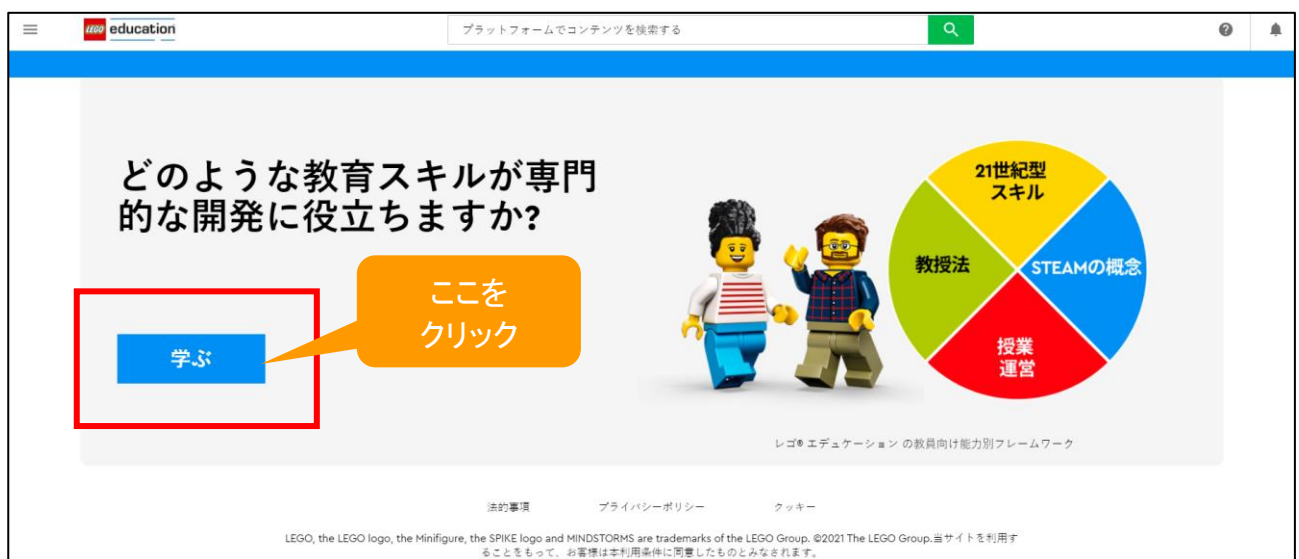 LEGO education
プラットフォームでコンテンツを検索する
どのような教育スキルが専門
的な開発に役立ちますか?
ここを
クリック
学ぶ
21世紀型
スキル
教授法
STEAMの概念
授業
運営
レゴ® エデュケーション の教員向け能力別フレームワーク
法的事項 プライバシーポリシー クッキー
LEGO, the LEGO logo, the Minifigure, the SPIKE logo and MINDSTORMS are trademarks of the LEGO Group. ©2021 The LEGO Group.当サイトを利用す
ることをもって、お客様は本利用条件に同意したものとみなされます。